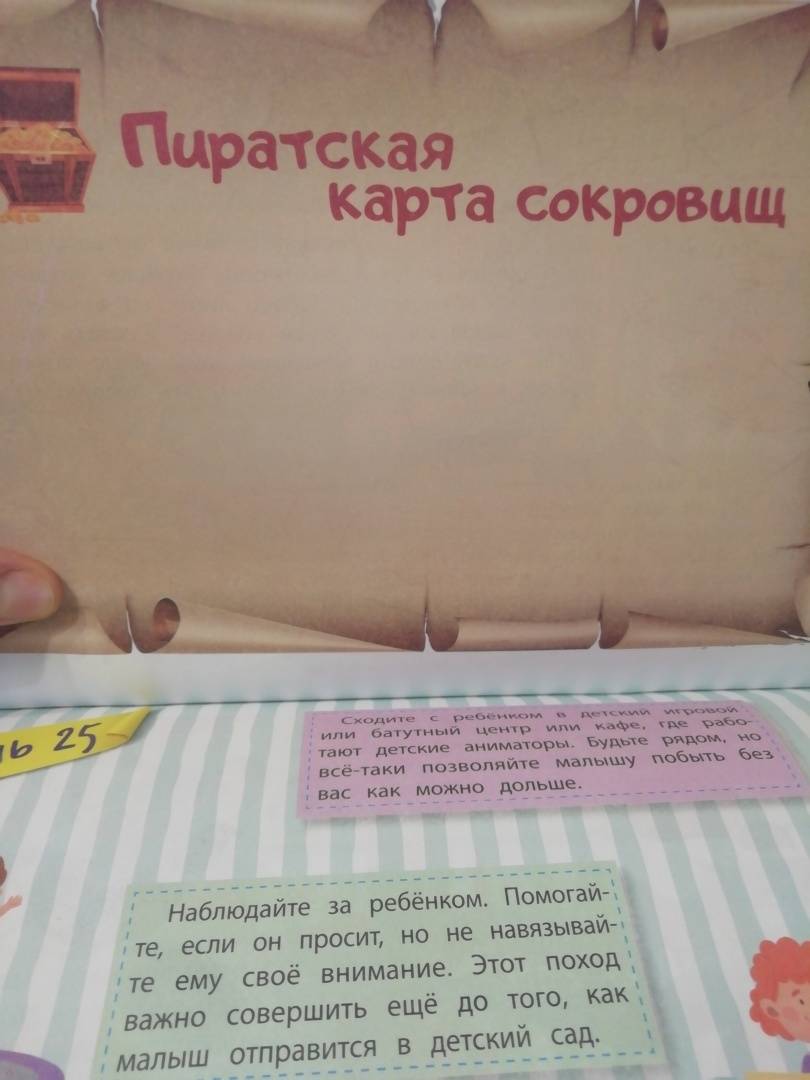 Пиратская
карта сокровищ
25
Сходите с ребёнком в детский игровой
или батутный центр или кафе, где рабо-
тают детские аниматоры. Будьте рядом, но
всё-таки позволяйте малышу побыть без
вас как можно дольше.
Наблюдайте за ребёнком. Помогай-
те, если он просит, но не навязывай-
те ему своё внимание. Этот поход
важно совершить ещё до того, как
малыш отправится в детский сад.